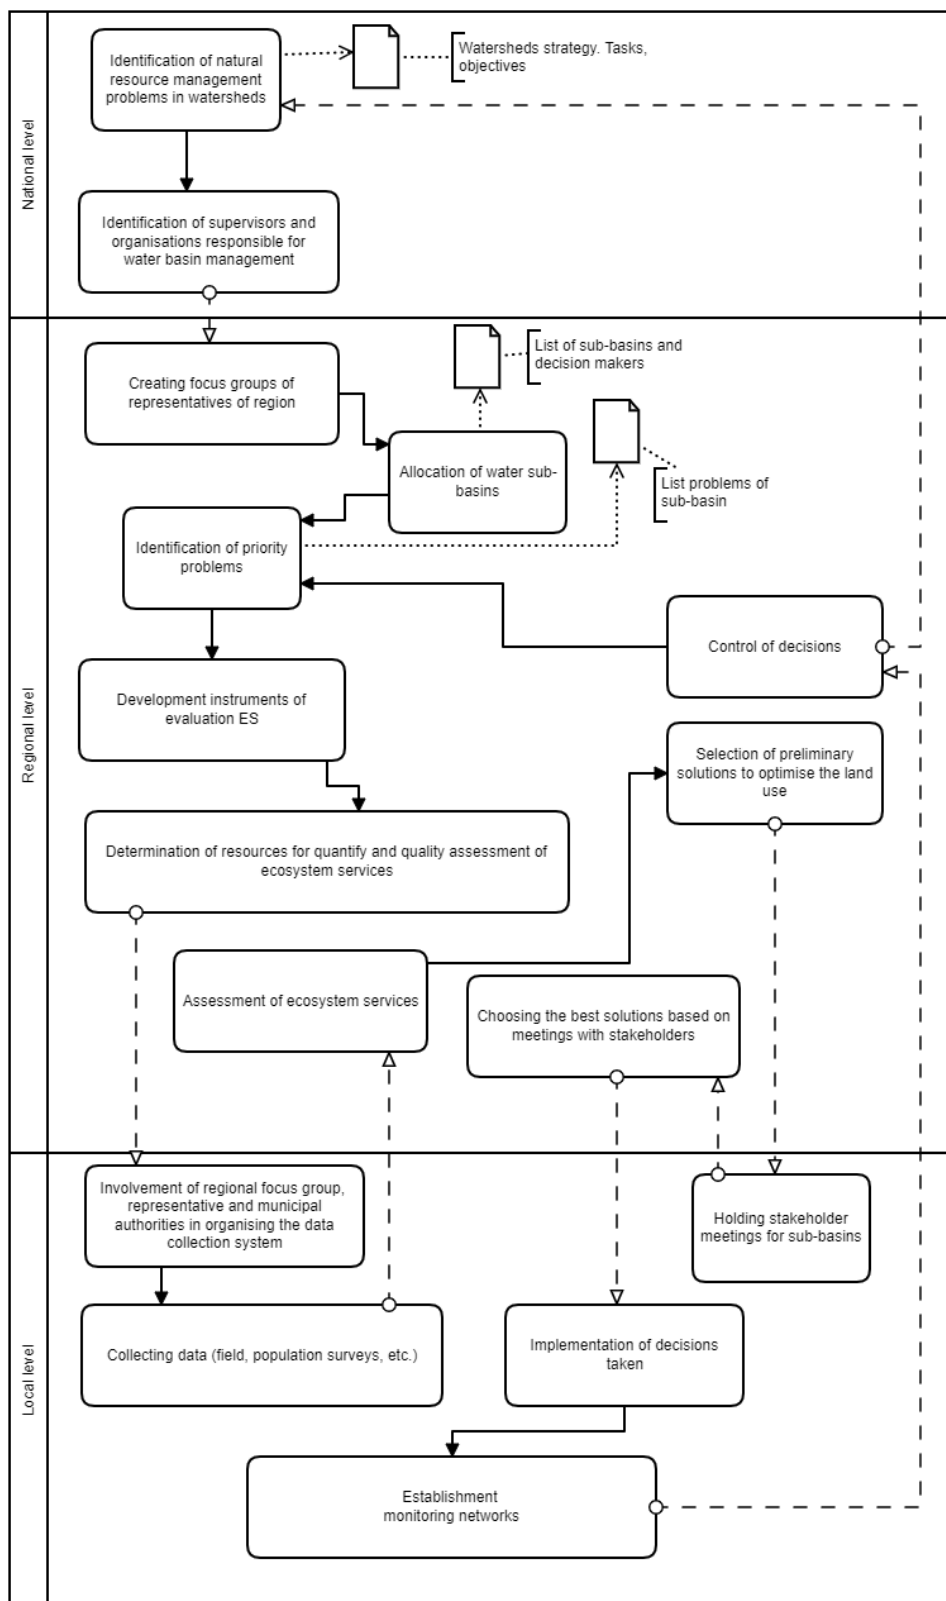 National level
Identification of natural
resource management
problems in watersheds
Watersheds strategy. Tasks,
objectives
Identification of supervisors and
organisations responsible for
water basin management
Regional level
Creating focus groups of
representatives of region
List of sub-basins and
decision makers
Allocation of water sub-
basins
List problems of
sub-basin
Identification of priority
problems
Control of decisions
Development instruments of
evaluation ES
Selection of preliminary
solutions to optimise the land
use
Determination of resources for quantify and quality assessment of
ecosystem services
Assessment of ecosystem services
Choosing the best solutions based on
meetings with stakeholders
Local level
Involvement of regional focus group,
representative and municipal
authorities in organising the data
collection system
Holding stakeholder
meetings for sub-basins
Collecting data (field, population surveys, etc.)
Implementation of decisions
taken
Establishment
monitoring networks